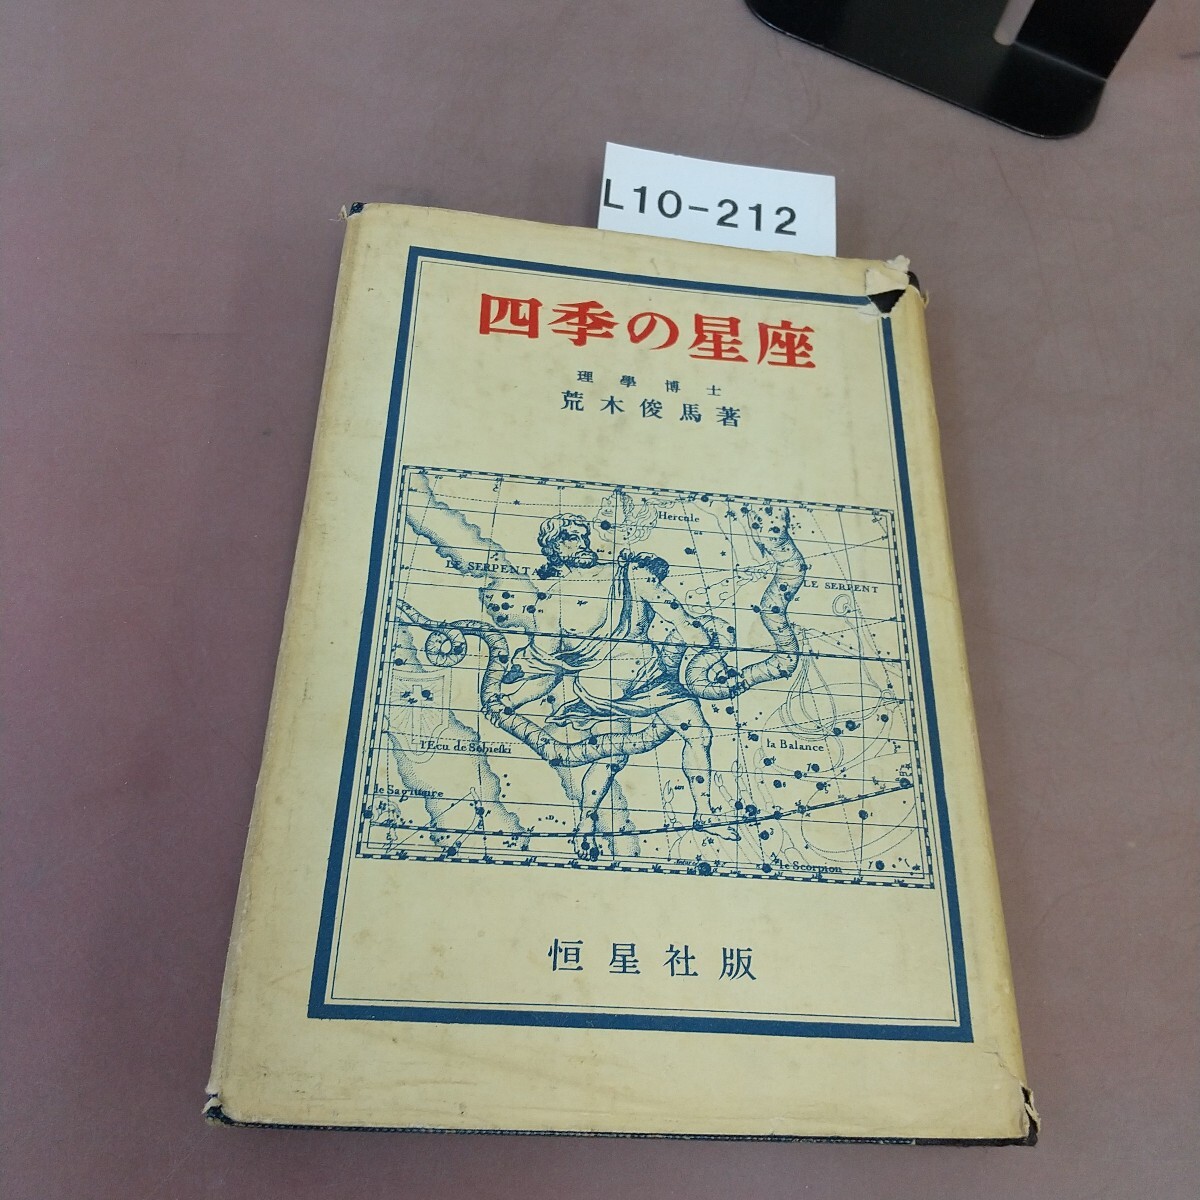 L10-212
四季の星座
理學博士
荒木俊馬著
Hercule
LE SERPENTAIRE
LE SERPENT
l'Ecu de Sobieski
la Balance
le Sagittaire
le Scorpion
恒星社版